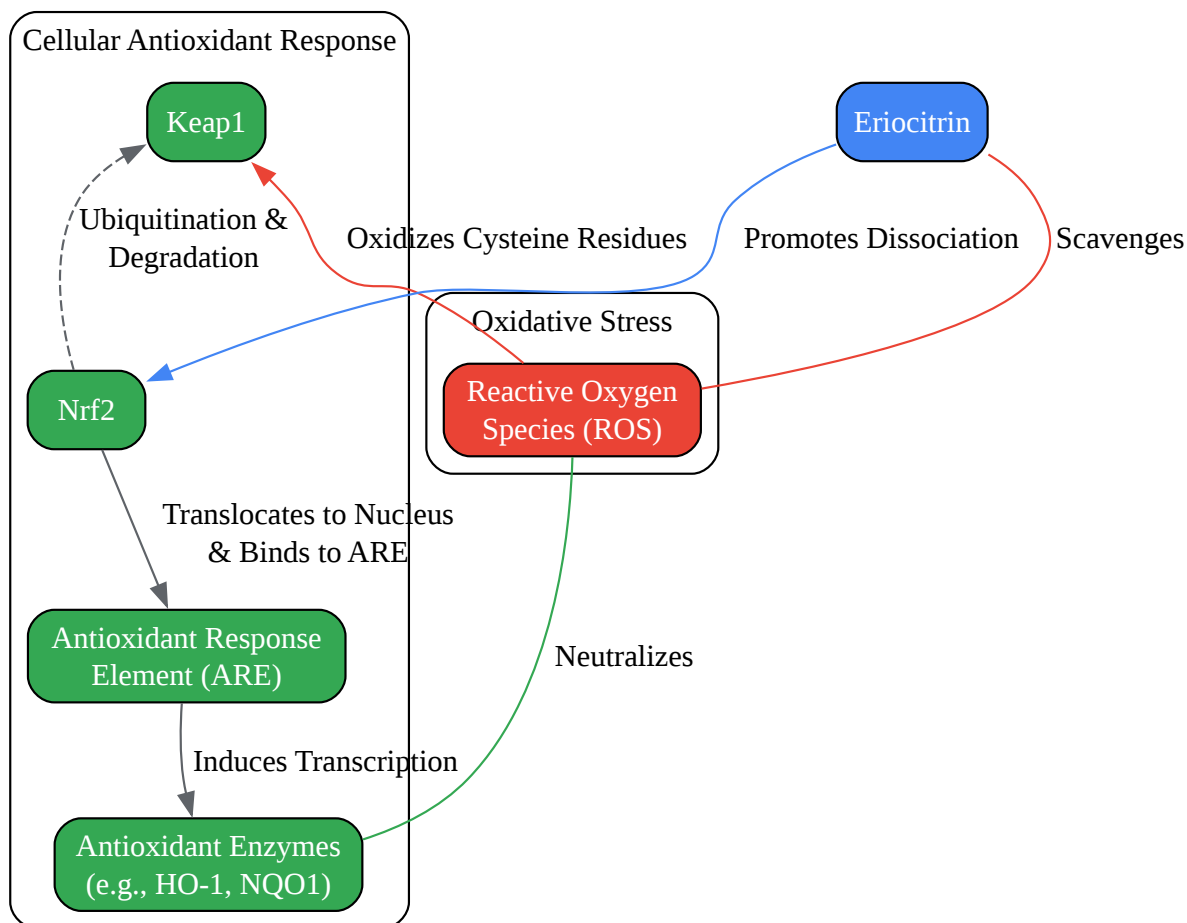 Cellular Antioxidant Response
Keap1
Eriocitrin
Ubiquitination &
Degradation
Oxidizes Cysteine Residues
Promotes Dissociation
Scavenges
Oxidative Stress
Reactive Oxygen
Species (ROS)
Nrf2
Translocates to Nucleus
& Binds to ARE
Antioxidant Response
Element (ARE)
Neutralizes
Induces Transcription
Antioxidant Enzymes
(e.g., HO-1, NQO1)